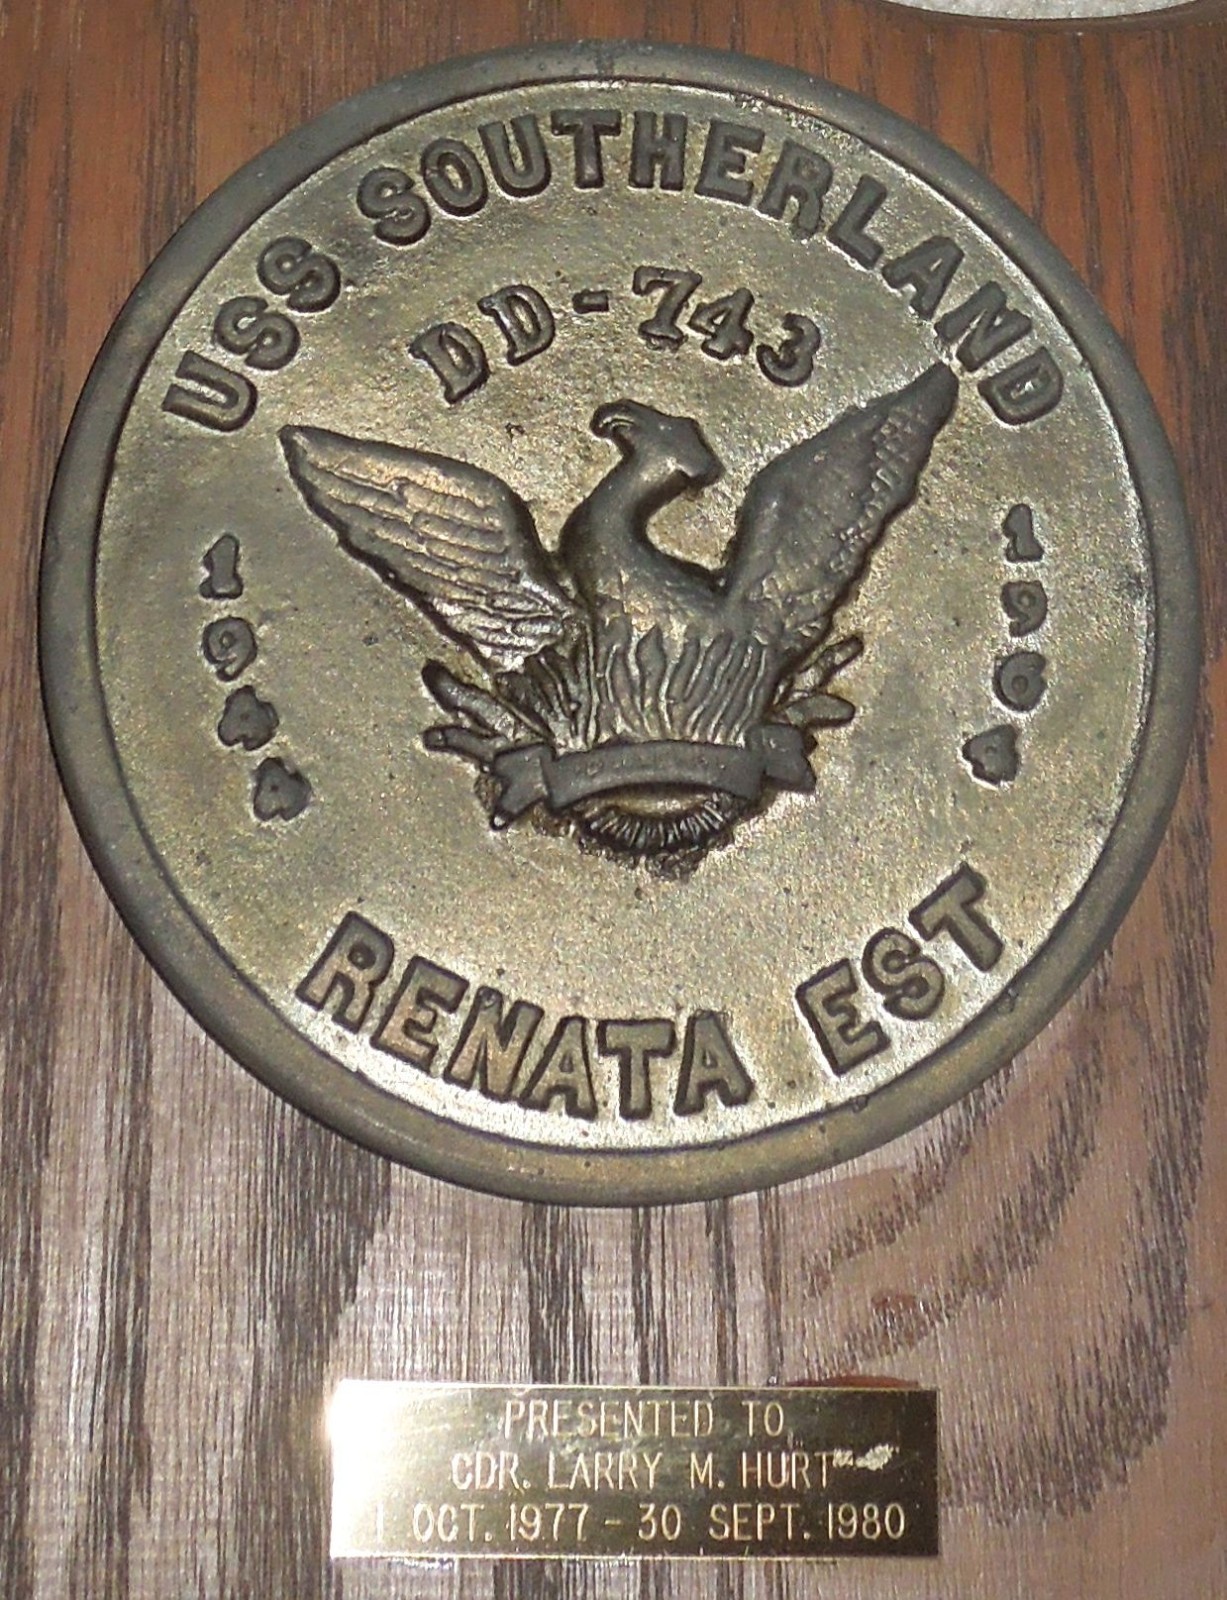 USS SOUTHERLAND
DD-743
1944
1964
RENATA EST
PRESENTED TO
CDR. LARRY M. HURT
1 OCT. 1977 - 30 SEPT. 1980